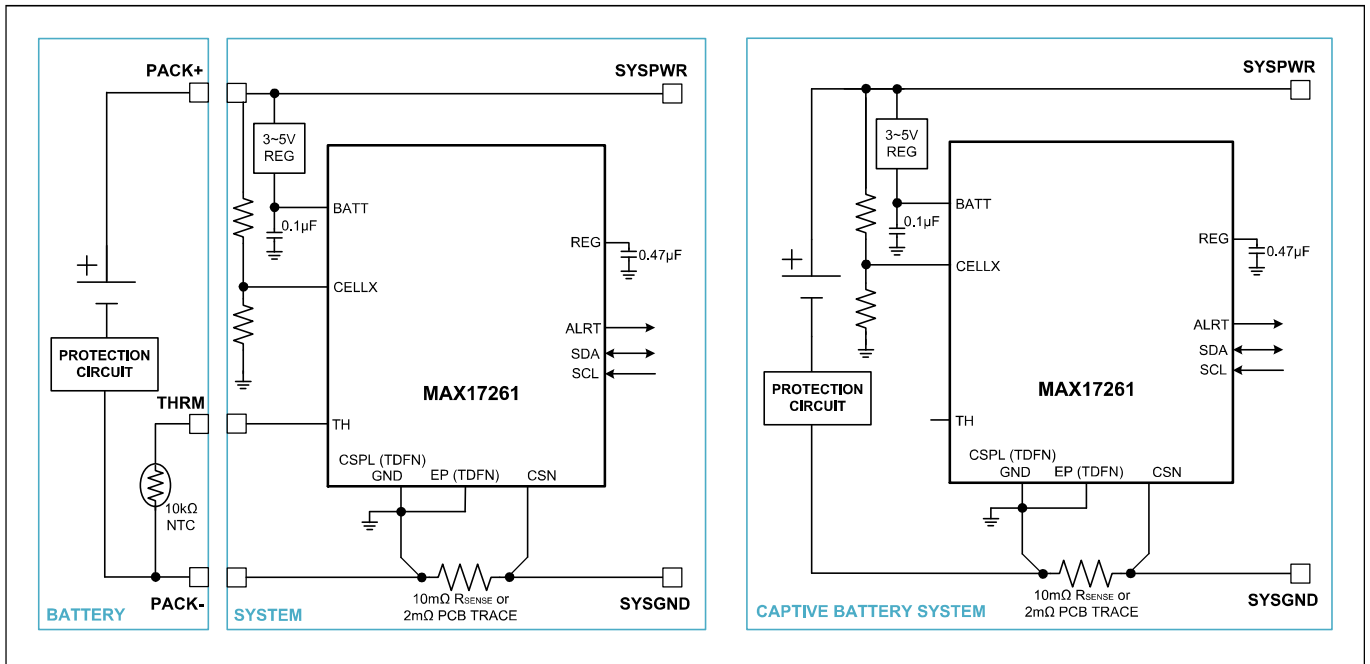 PACK+
SYSPWR
3~5V
REG
BATT
0.1µF
REG
0.47µF
CELLX
+
PROTECTION
CIRCUIT
ALRT
SDA
SCL
MAX17261
THRM
TH
10kΩ
NTC
CSPL (TDFN)
GND
EP (TDFN)
CSN
PACK-
10mΩ RSENSE or
2mΩ PCB TRACE
SYSGND
BATTERY
SYSTEM
SYSPWR
3~5V
REG
BATT
0.1µF
REG
0.47µF
CELLX
+
PROTECTION
CIRCUIT
ALRT
SDA
SCL
MAX17261
TH
CSPL (TDFN)
GND
EP (TDFN)
CSN
10mΩ RSENSE or
2mΩ PCB TRACE
SYSGND
CAPTIVE BATTERY SYSTEM